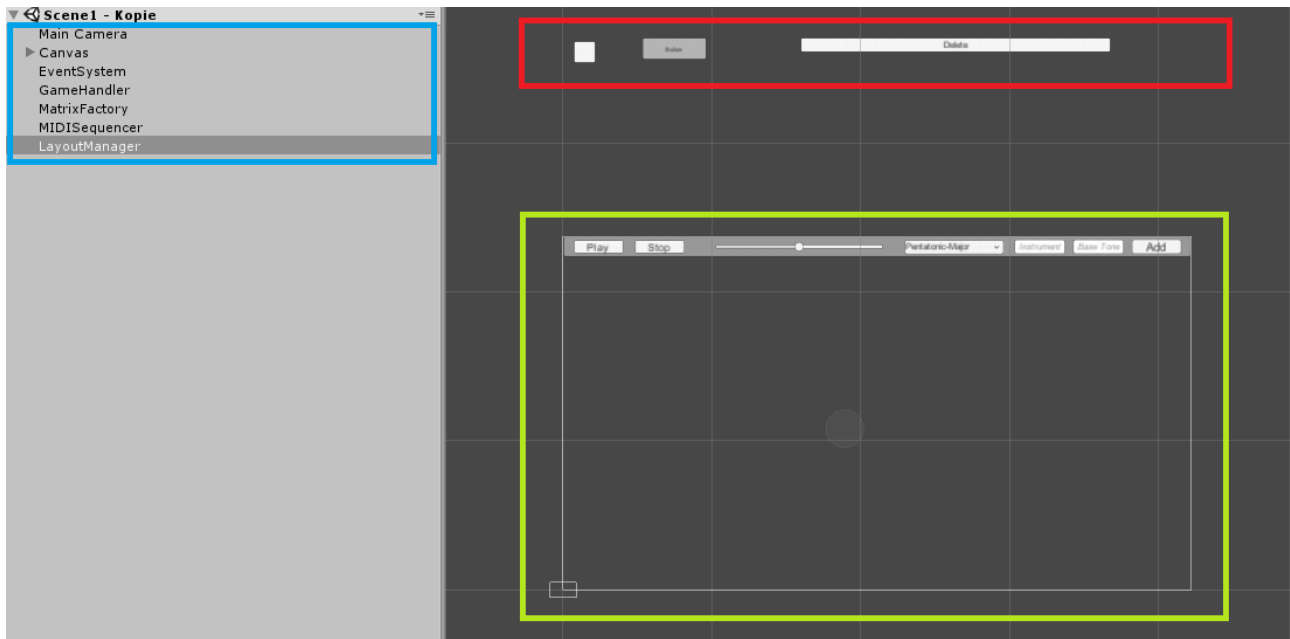 Scene1 - Kopie
Main Camera
Canvas
EventSystem
GameHandler
MatrixFactory
MIDISequencer
LayoutManager
Delete
Play Stop Pentatonic-Major Instrument Base Tone Add